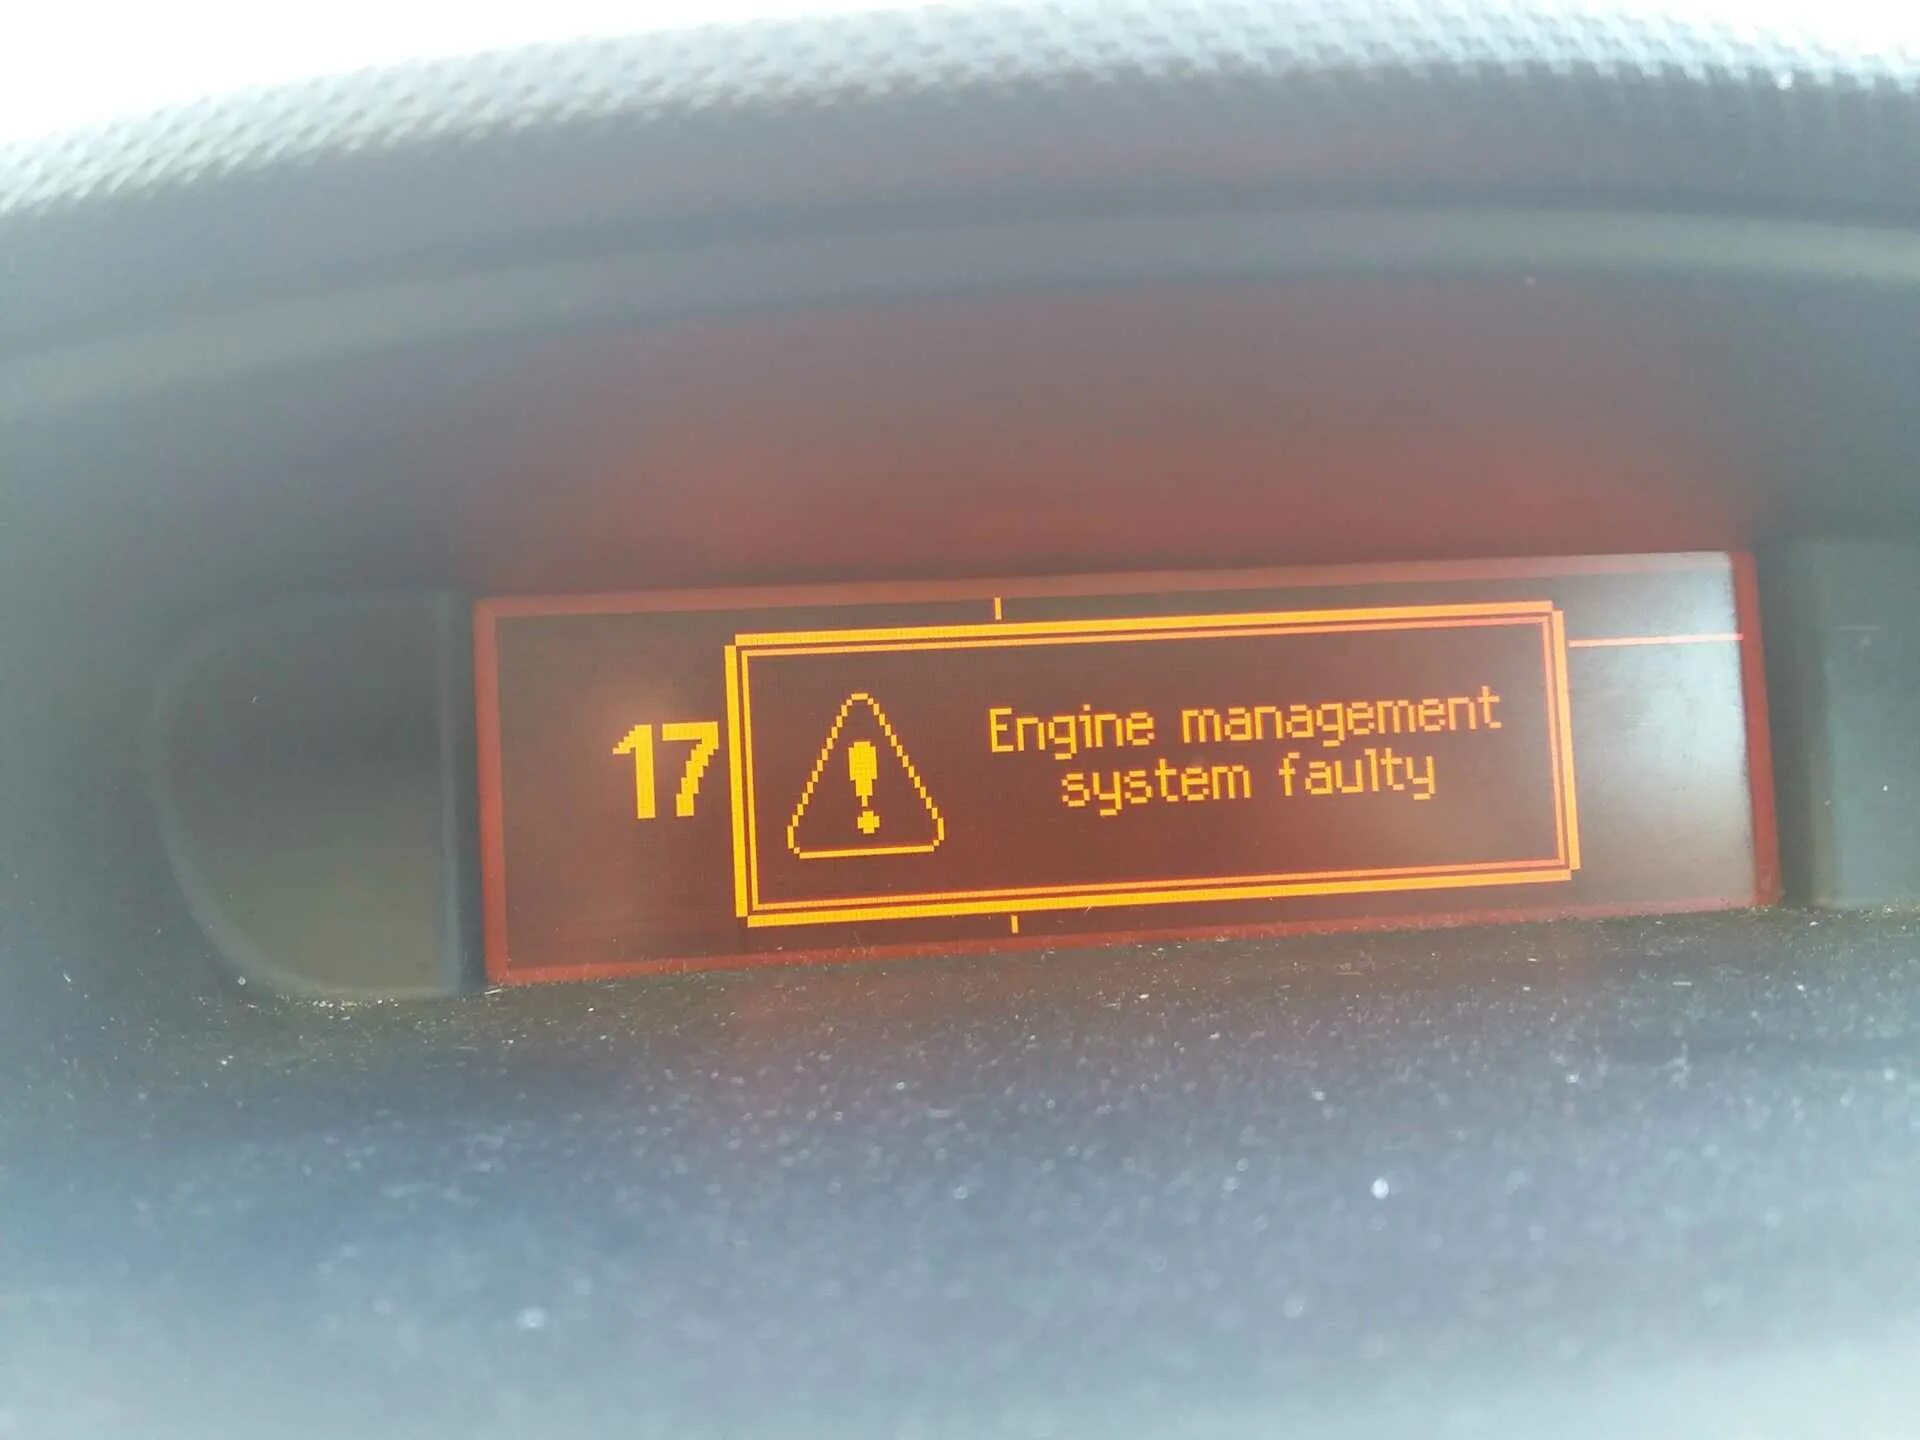 17
Engine management
system faulty